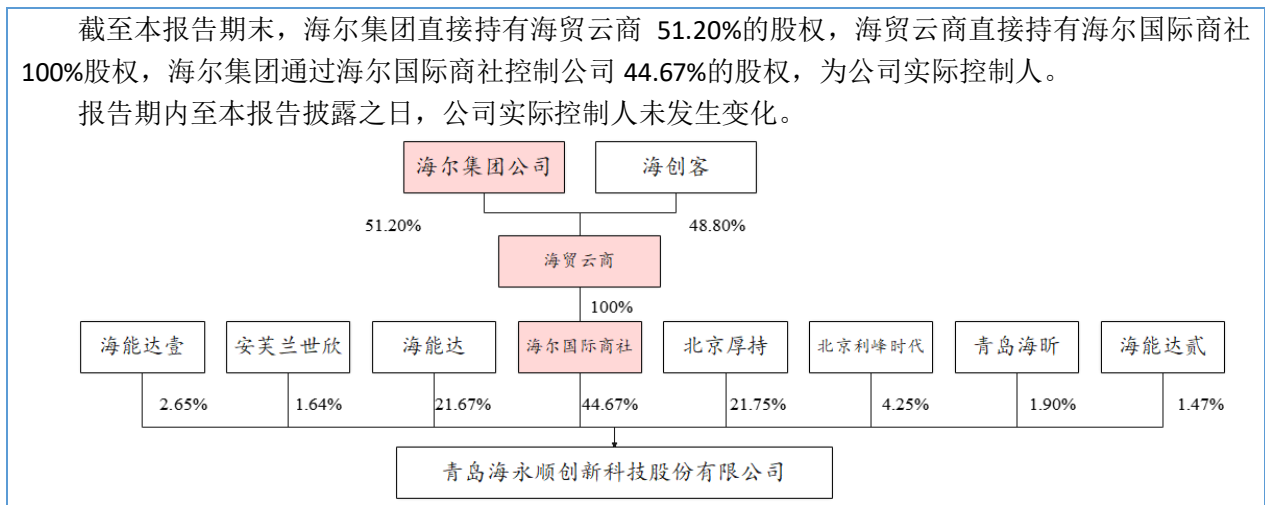 截至本报告期末，海尔集团直接持有海贸云商 51.20%的股权，海贸云商直接持有海尔国际商社
100%股权，海尔集团通过海尔国际商社控制公司 44.67%的股权，为公司实际控制人。
报告期内至本报告披露之日，公司实际控制人未发生变化。
海尔集团公司
海创客
51.20%
48.80%
海贸云商
100%
海能达壹
安芙兰世欣
海能达
海尔国际商社
北京厚持
北京利峰时代
青岛海昕
海能达贰
2.65%
1.64%
21.67%
44.67%
21.75%
4.25%
1.90%
1.47%
青岛海永顺创新科技股份有限公司